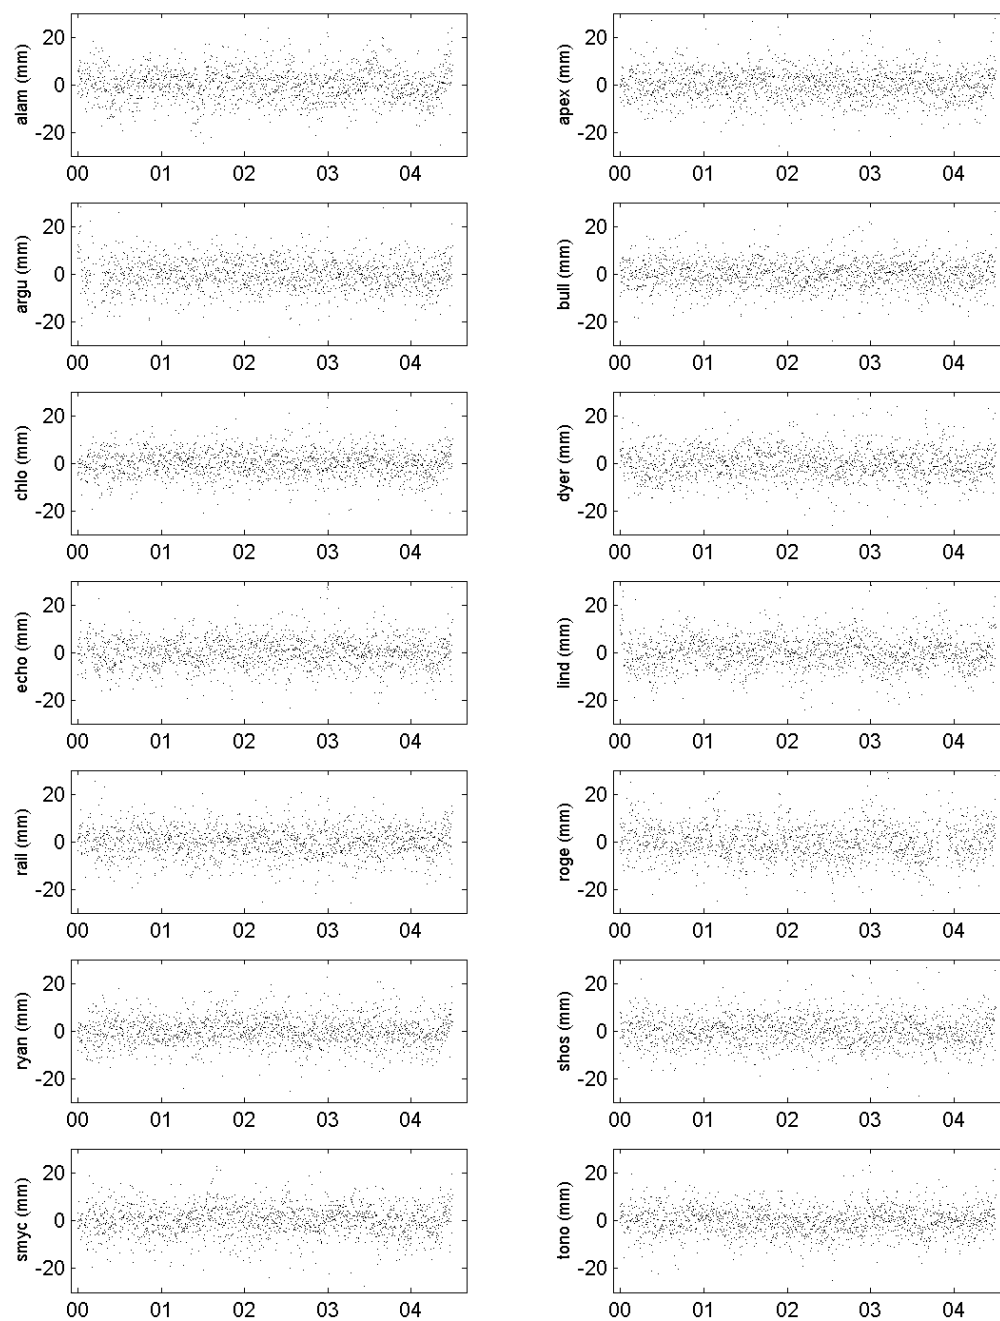 20
0
-20
alam (mm)
00 01 02 03 04
20
0
-20
apex (mm)
00 01 02 03 04
20
0
-20
argu (mm)
00 01 02 03 04
20
0
-20
bull (mm)
00 01 02 03 04
20
0
-20
chlo (mm)
00 01 02 03 04
20
0
-20
dyer (mm)
00 01 02 03 04
20
0
-20
echo (mm)
00 01 02 03 04
20
0
-20
lind (mm)
00 01 02 03 04
20
0
-20
rail (mm)
00 01 02 03 04
20
0
-20
roge (mm)
00 01 02 03 04
20
0
-20
ryan (mm)
00 01 02 03 04
20
0
-20
shos (mm)
00 01 02 03 04
20
0
-20
smyc (mm)
00 01 02 03 04
20
0
-20
tono (mm)
00 01 02 03 04